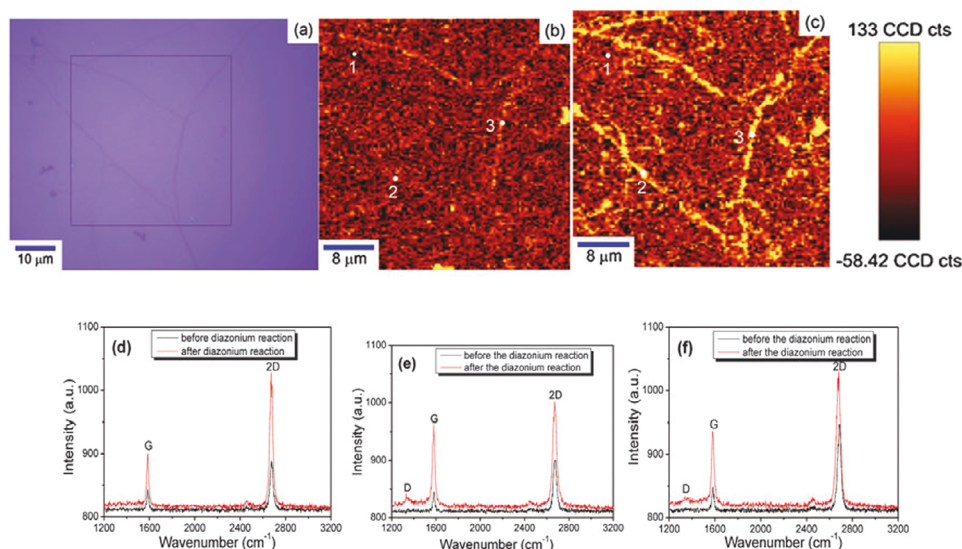 (a)
10 μm
(b)
1
3
2
8 μm
(c)
1
3
2
8 μm
133 CCD cts
-58.42 CCD cts
(d)
before diazonium reaction
after diazonium reaction
2D
G
1100
1000
900
800
Intensity (a.u.)
1200 1600 2000 2400 2800 3200
Wavenumber (cm-1)
(e)
before the diazonium reaction
after the diazonium reaction
G
2D
D
1100
1000
900
800
Intensity (a.u.)
1200 1600 2000 2400 2800 3200
Wavenumber (cm-1)
(f)
before the diazonium reaction
after the diazonium reaction
2D
G
D
1100
1000
900
800
Intensity (a.u.)
1200 1600 2000 2400 2800 3200
Wavenumber (cm-1)